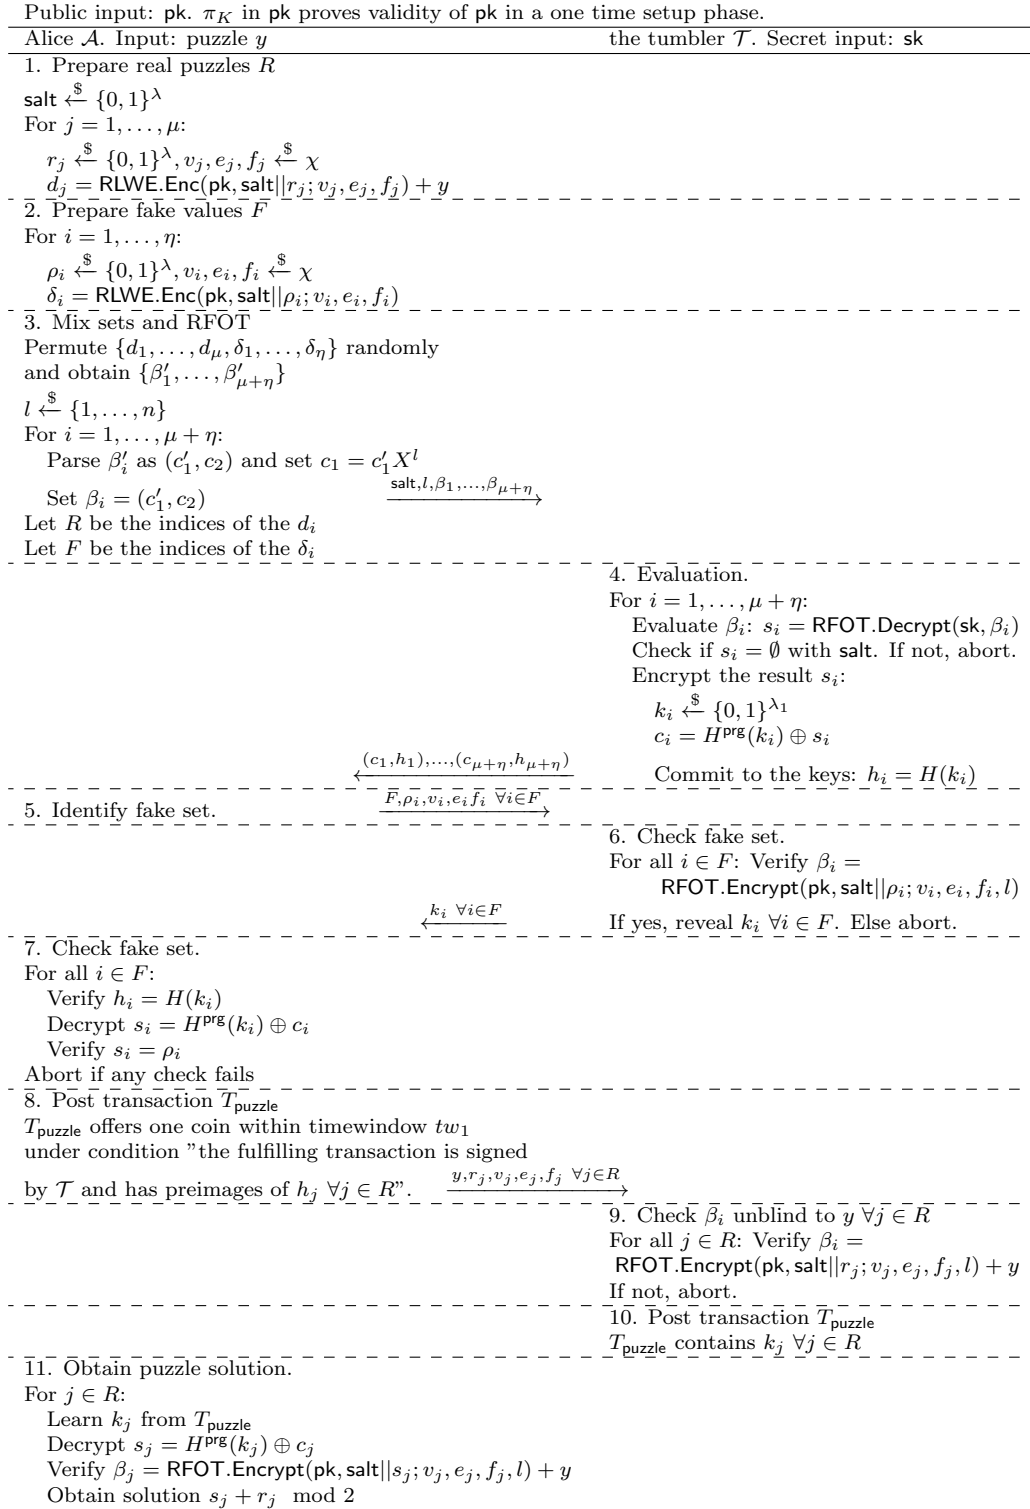 Public input: pk. π_K in pk proves validity of pk in a one time setup phase.
Alice 𝒜. Input: puzzle y
the tumbler 𝒯. Secret input: sk
1. Prepare real puzzles R
salt ←$ {0, 1}^λ
For j = 1, . . . , μ:
r_j ←$ {0, 1}^λ, v_j, e_j, f_j ←$ χ
d_j = RLWE.Enc(pk, salt||r_j; v_j, e_j, f_j) + y
2. Prepare fake values F
For i = 1, . . . , η:
ρ_i ←$ {0, 1}^λ, v_i, e_i, f_i ←$ χ
δ_i = RLWE.Enc(pk, salt||ρ_i; v_i, e_i, f_i)
3. Mix sets and RFOT
Permute {d_1, . . . , d_μ, δ_1, . . . , δ_η} randomly
and obtain {β′_1, . . . , β′_{μ+η}}
l ←$ {1, . . . , n}
For i = 1, . . . , μ + η:
Parse β′_i as (c′_1, c_2) and set c_1 = c′_1X^l
Set β_i = (c′_1, c_2)
salt,l,β_1,...,β_{μ+η}
Let R be the indices of the d_i
Let F be the indices of the δ_i
4. Evaluation.
For i = 1, . . . , μ + η:
Evaluate β_i: s_i = RFOT.Decrypt(sk, β_i)
Check if s_i = ∅ with salt. If not, abort.
Encrypt the result s_i:
k_i ←$ {0, 1}^{λ_1}
c_i = H^prg(k_i) ⊕ s_i
(c_1,h_1),...,(c_{μ+η},h_{μ+η})
Commit to the keys: h_i = H(k_i)
5. Identify fake set.
F,ρ_i,v_i,e_i f_i ∀i∈F
6. Check fake set.
For all i ∈ F: Verify β_i =
RFOT.Encrypt(pk, salt||ρ_i; v_i, e_i, f_i, l)
k_i ∀i∈F
If yes, reveal k_i ∀i ∈ F. Else abort.
7. Check fake set.
For all i ∈ F:
Verify h_i = H(k_i)
Decrypt s_i = H^prg(k_i) ⊕ c_i
Verify s_i = ρ_i
Abort if any check fails
8. Post transaction T_puzzle
T_puzzle offers one coin within timewindow tw_1
under condition ”the fulfilling transaction is signed
by 𝒯 and has preimages of h_j ∀j ∈ R”.
y,r_j,v_j,e_j,f_j ∀j∈R
9. Check β_i unblind to y ∀j ∈ R
For all j ∈ R: Verify β_i =
RFOT.Encrypt(pk, salt||r_j; v_j, e_j, f_j, l) + y
If not, abort.
10. Post transaction T_puzzle
T_puzzle contains k_j ∀j ∈ R
11. Obtain puzzle solution.
For j ∈ R:
Learn k_j from T_puzzle
Decrypt s_j = H^prg(k_j) ⊕ c_j
Verify β_j = RFOT.Encrypt(pk, salt||s_j; v_j, e_j, f_j, l) + y
Obtain solution s_j + r_j mod 2